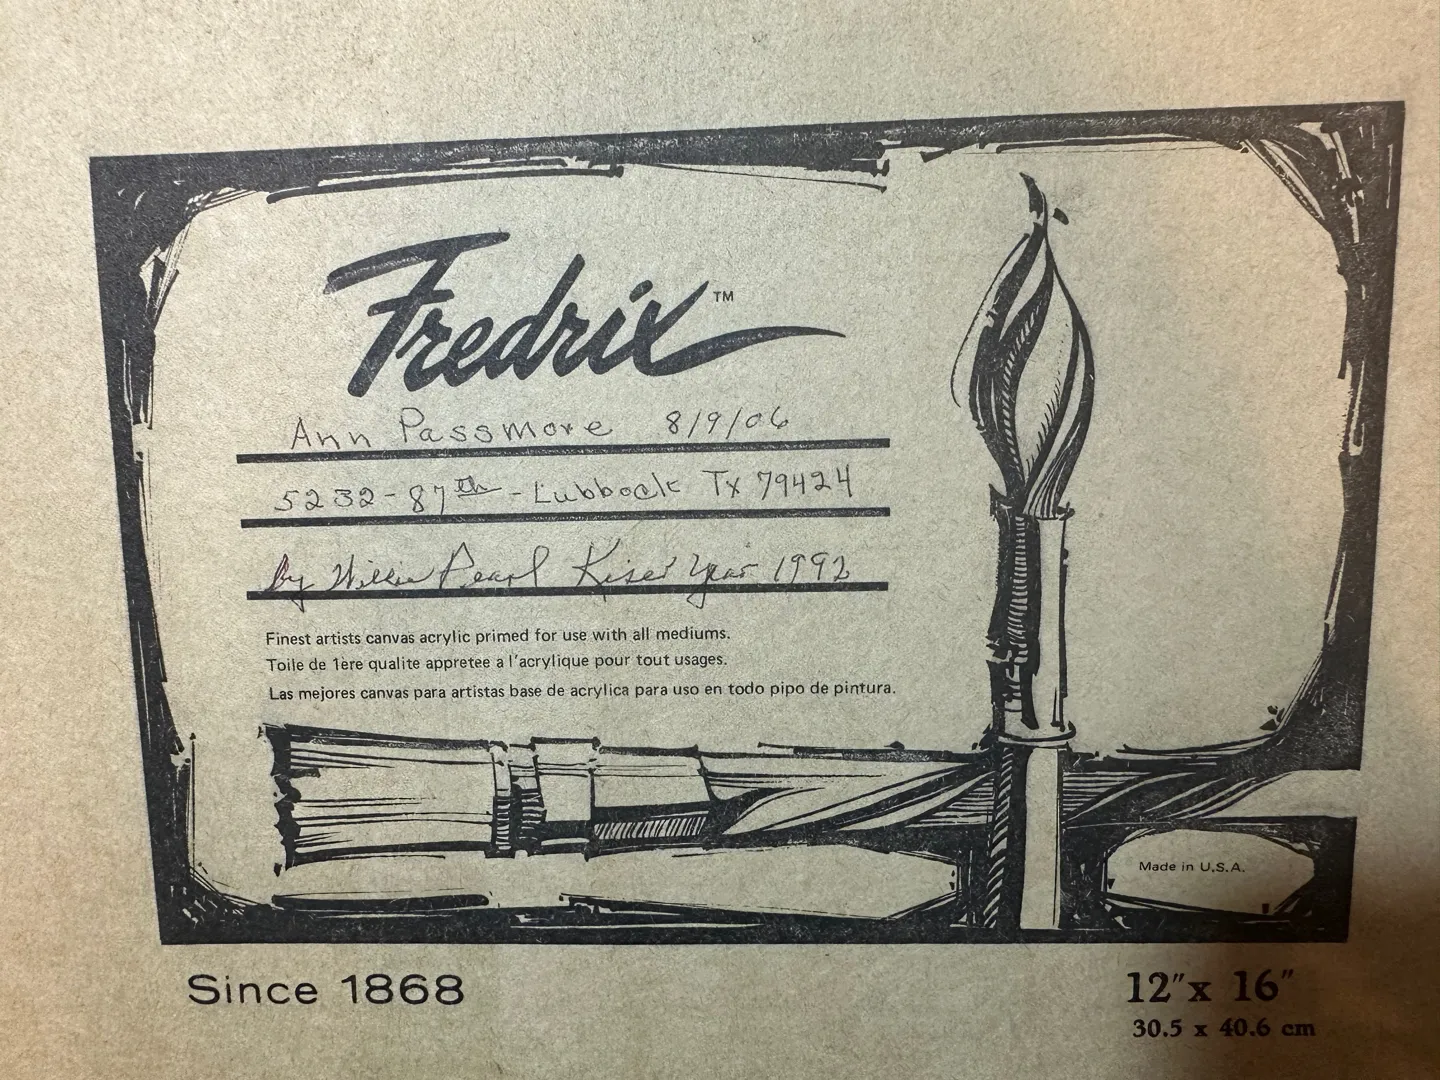 Fredrix™
Ann Passmore 8/9/06
5232-87th - Lubbock Tx 79424
by Willie Pearl Kiser Year 1992
Finest artists canvas acrylic primed for use with all mediums.
Toile de 1ère qualite appretee a l'acrylique pour tout usages.
Las mejores canvas para artistas base de acrylica para uso en todo pipo de pintura.
Made in U.S.A.
Since 1868
12″x 16″
30.5 x 40.6 cm